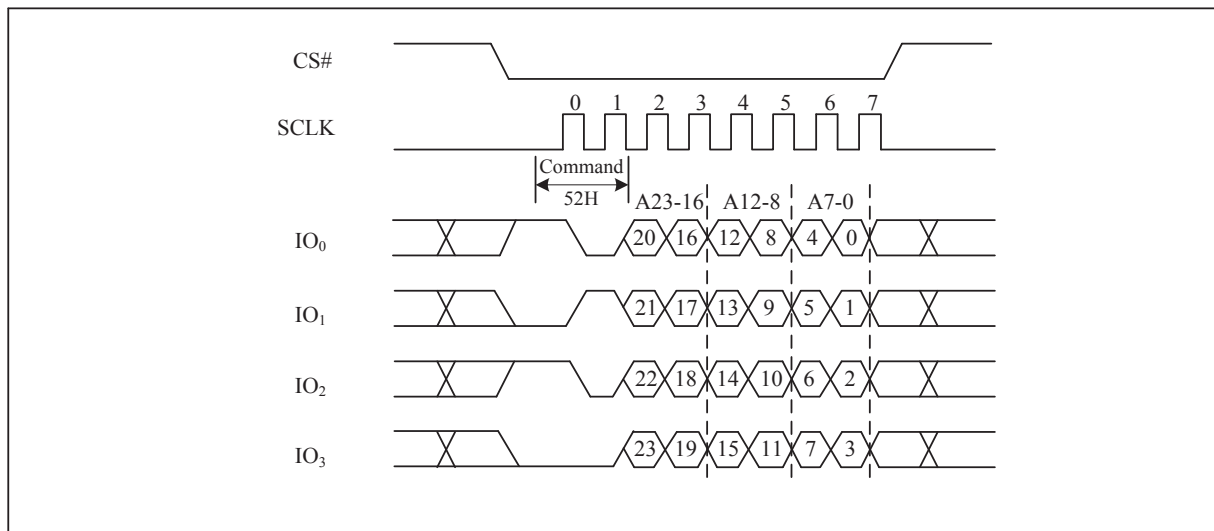 CS#
0 1 2 3 4 5 6 7
SCLK
Command
52H
A23-16 A12-8 A7-0
IO0 20 16 12 8 4 0
IO1 21 17 13 9 5 1
IO2 22 18 14 10 6 2
IO3 23 19 15 11 7 3